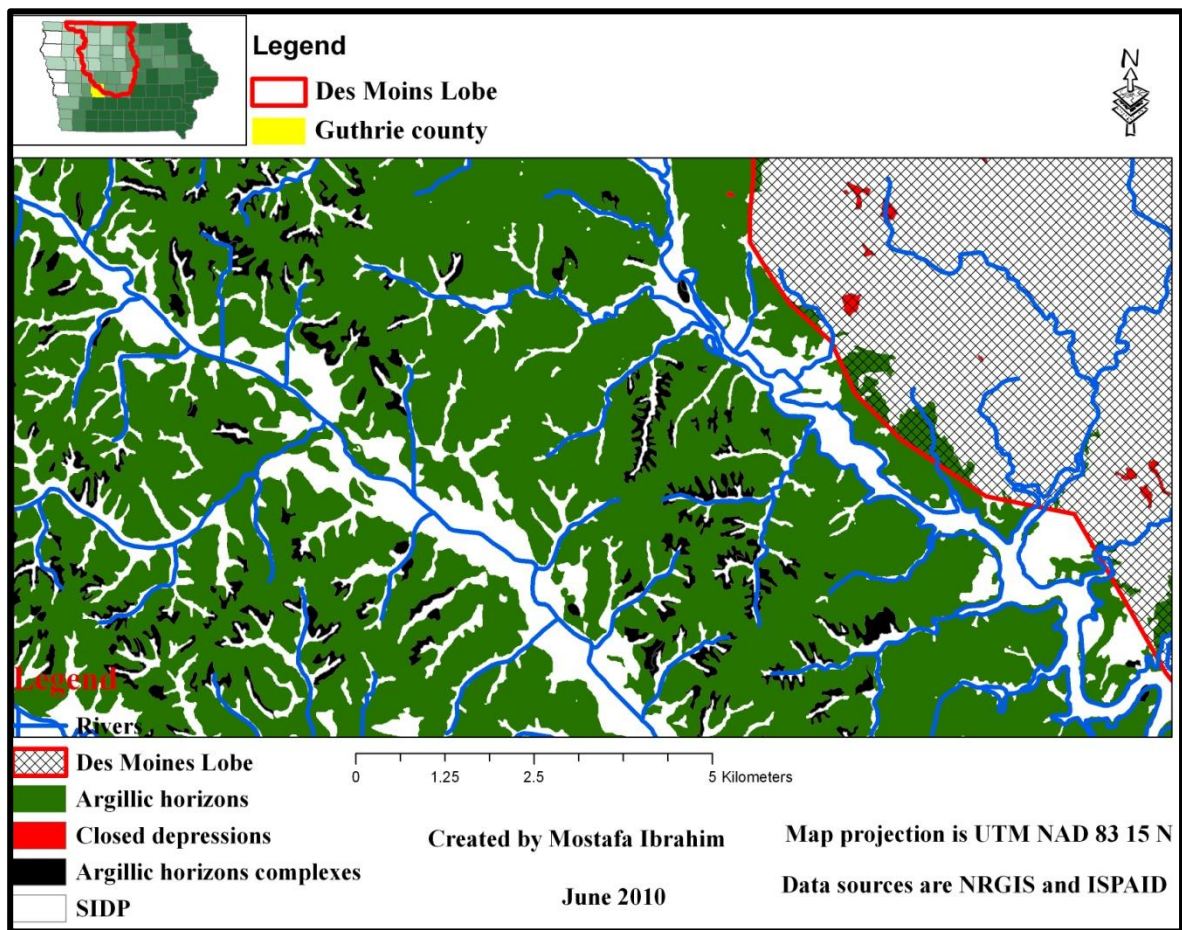 Legend
Des Moins Lobe
Guthrie county
N
Legend
Rivers
Des Moines Lobe
Argillic horizons
Closed depressions
Argillic horizons complexes
SIDP
0 1.25 2.5 5 Kilometers
Created by Mostafa Ibrahim
June 2010
Map projection is UTM NAD 83 15 N
Data sources are NRGIS and ISPAID